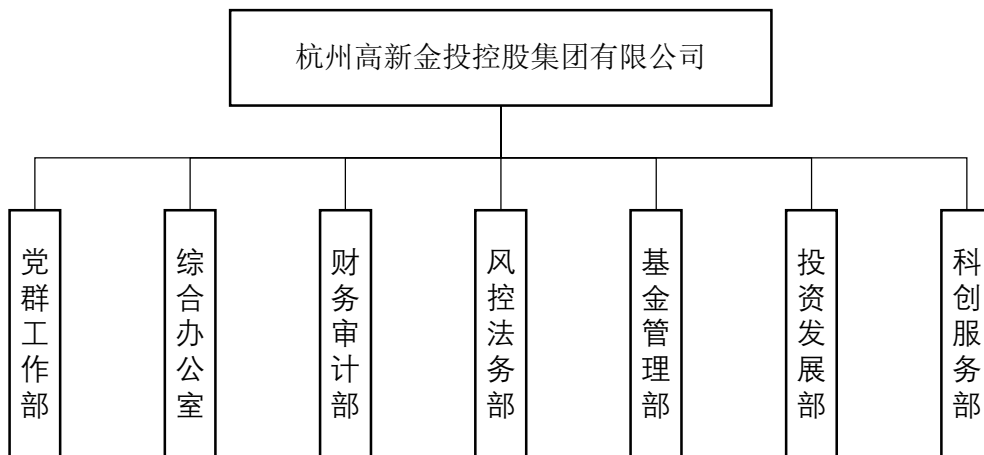 杭州高新金投控股集团有限公司
党群工作部
综合办公室
财务审计部
风控法务部
基金管理部
投资发展部
科创服务部